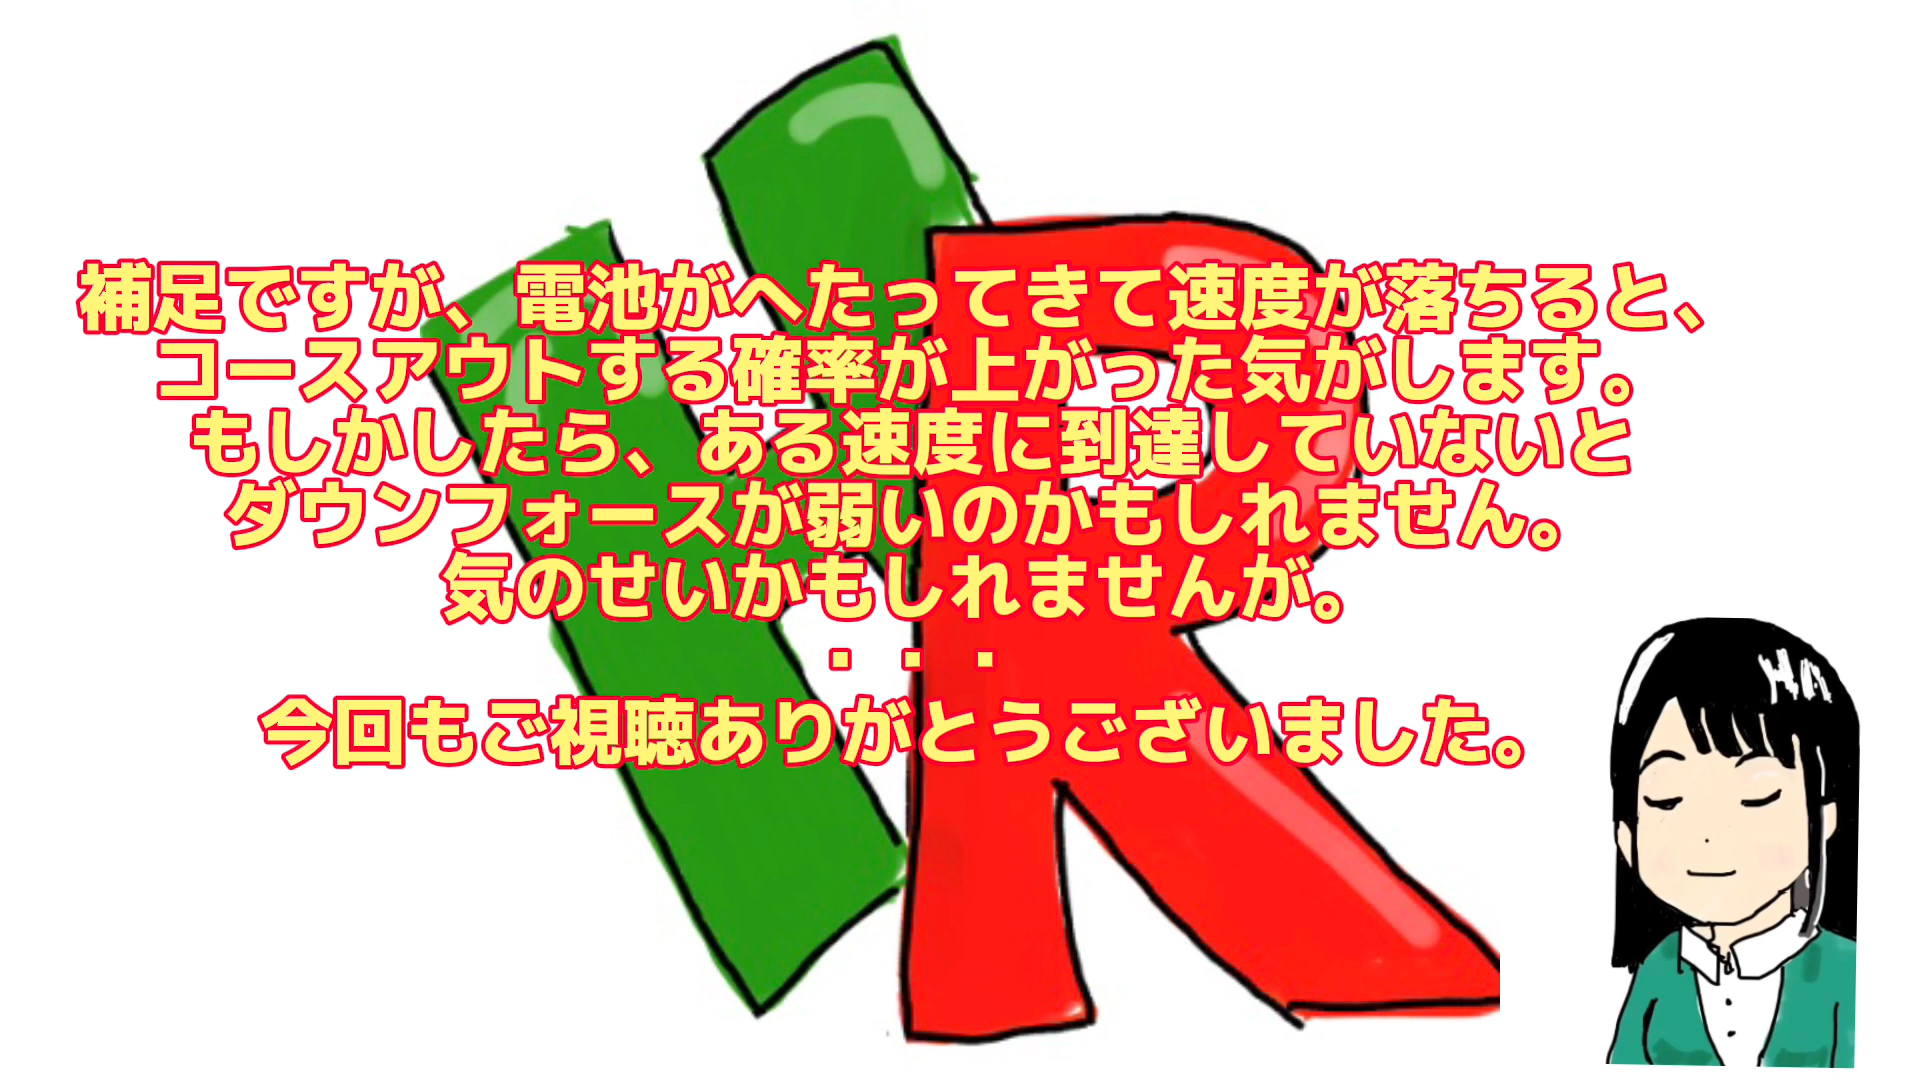 補足ですが、電池がへたってきて速度が落ちると、
コースアウトする確率が上がった気がします。
もしかしたら、ある速度に到達していないと
ダウンフォースが弱いのかもしれません。
気のせいかもしれませんが。
・・・
今回もご視聴ありがとうございました。
R